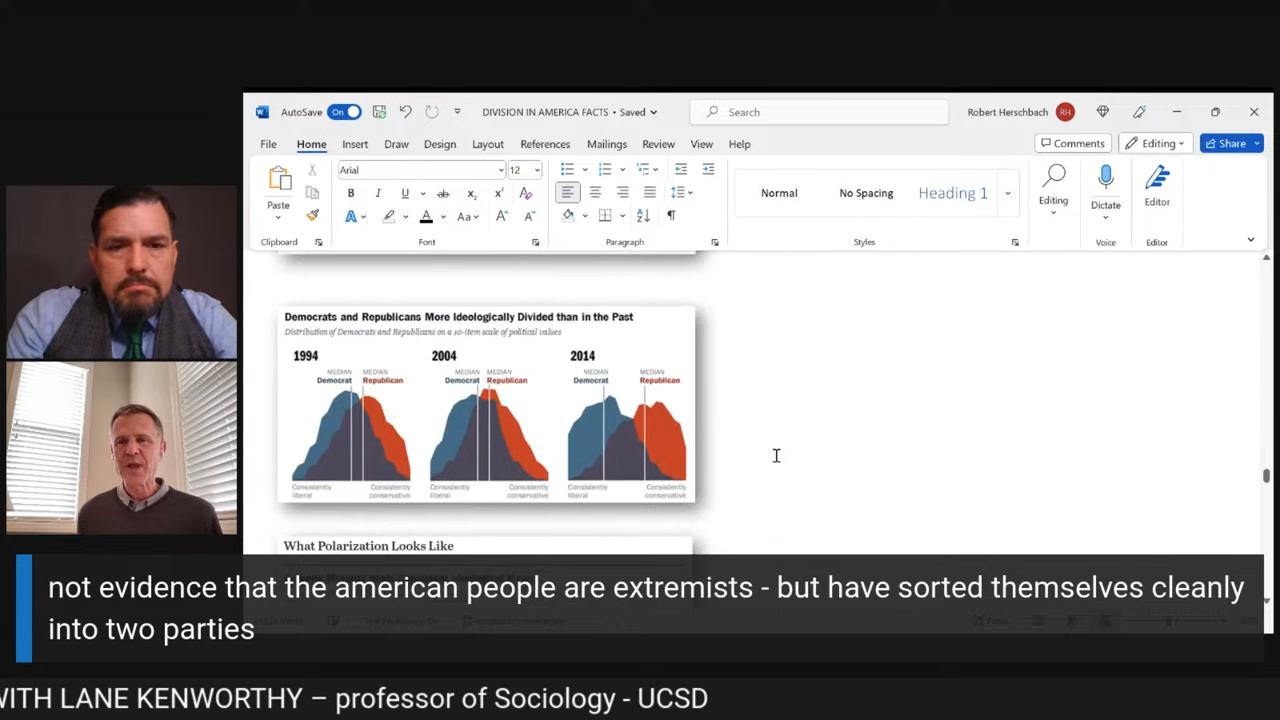 AutoSave On DIVISION IN AMERICA FACTS • Saved Search Robert Herschbach RH
File Home Insert Draw Design Layout References Mailings Review View Help Comments Editing Share
Arial 12
Paste
B I U ab x₂ x² A
A A Aa A A
Normal No Spacing Heading 1
Editing Dictate Editor
Clipboard Font Paragraph Styles Voice Editor
Democrats and Republicans More Ideologically Divided than in the Past
Distribution of Democrats and Republicans on a 10-item scale of political values
1994 2004 2014
MEDIAN MEDIAN MEDIAN MEDIAN MEDIAN MEDIAN
Democrat Republican Democrat Republican Democrat Republican
Consistently Consistently Consistently Consistently Consistently Consistently
liberal conservative liberal conservative liberal conservative
What Polarization Looks Like
not evidence that the american people are extremists - but have sorted themselves cleanly
into two parties
WITH LANE KENWORTHY – professor of Sociology - UCSD